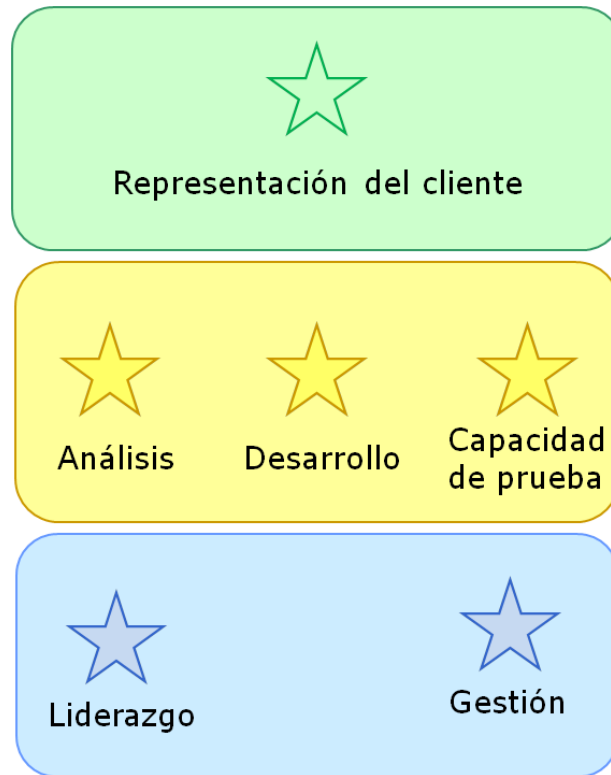 Representación del cliente
Análisis
Desarrollo
Capacidad
de prueba
Liderazgo
Gestión